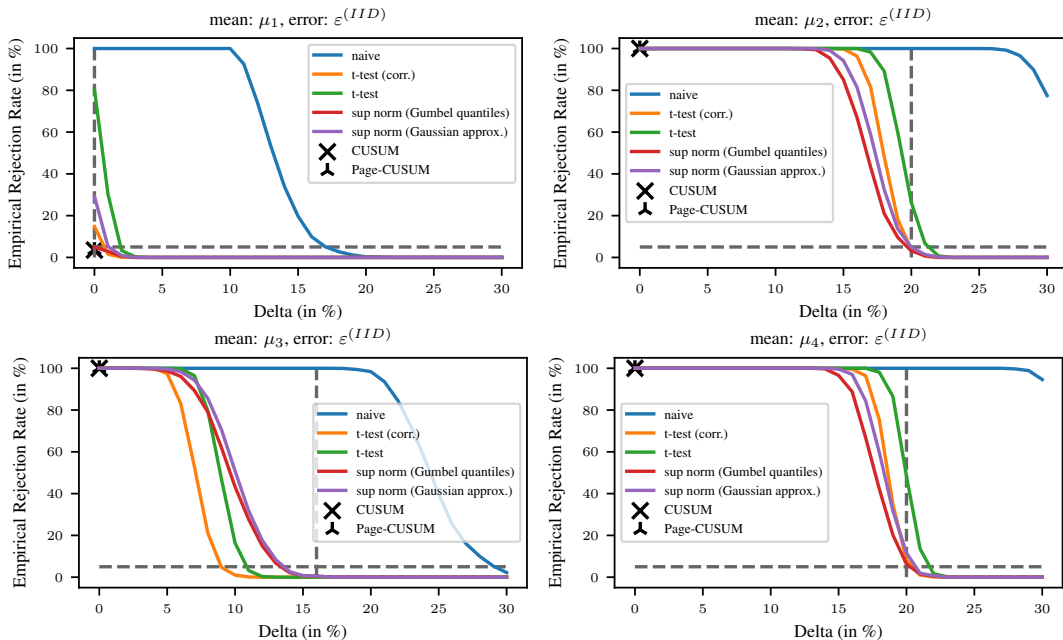 mean: μ₁, error: ε⁽ᴵᴵᴰ⁾
Empirical Rejection Rate (in %)
100
80
60
40
20
0
naive
t-test (corr.)
t-test
sup norm (Gumbel quantiles)
sup norm (Gaussian approx.)
CUSUM
Page-CUSUM
0 5 10 15 20 25 30
Delta (in %)
mean: μ₂, error: ε⁽ᴵᴵᴰ⁾
Empirical Rejection Rate (in %)
100
80
60
40
20
0
naive
t-test (corr.)
t-test
sup norm (Gumbel quantiles)
sup norm (Gaussian approx.)
CUSUM
Page-CUSUM
0 5 10 15 20 25 30
Delta (in %)
mean: μ₃, error: ε⁽ᴵᴵᴰ⁾
Empirical Rejection Rate (in %)
100
80
60
40
20
0
naive
t-test (corr.)
t-test
sup norm (Gumbel quantiles)
sup norm (Gaussian approx.)
CUSUM
Page-CUSUM
0 5 10 15 20 25 30
Delta (in %)
mean: μ₄, error: ε⁽ᴵᴵᴰ⁾
Empirical Rejection Rate (in %)
100
80
60
40
20
0
naive
t-test (corr.)
t-test
sup norm (Gumbel quantiles)
sup norm (Gaussian approx.)
CUSUM
Page-CUSUM
0 5 10 15 20 25 30
Delta (in %)